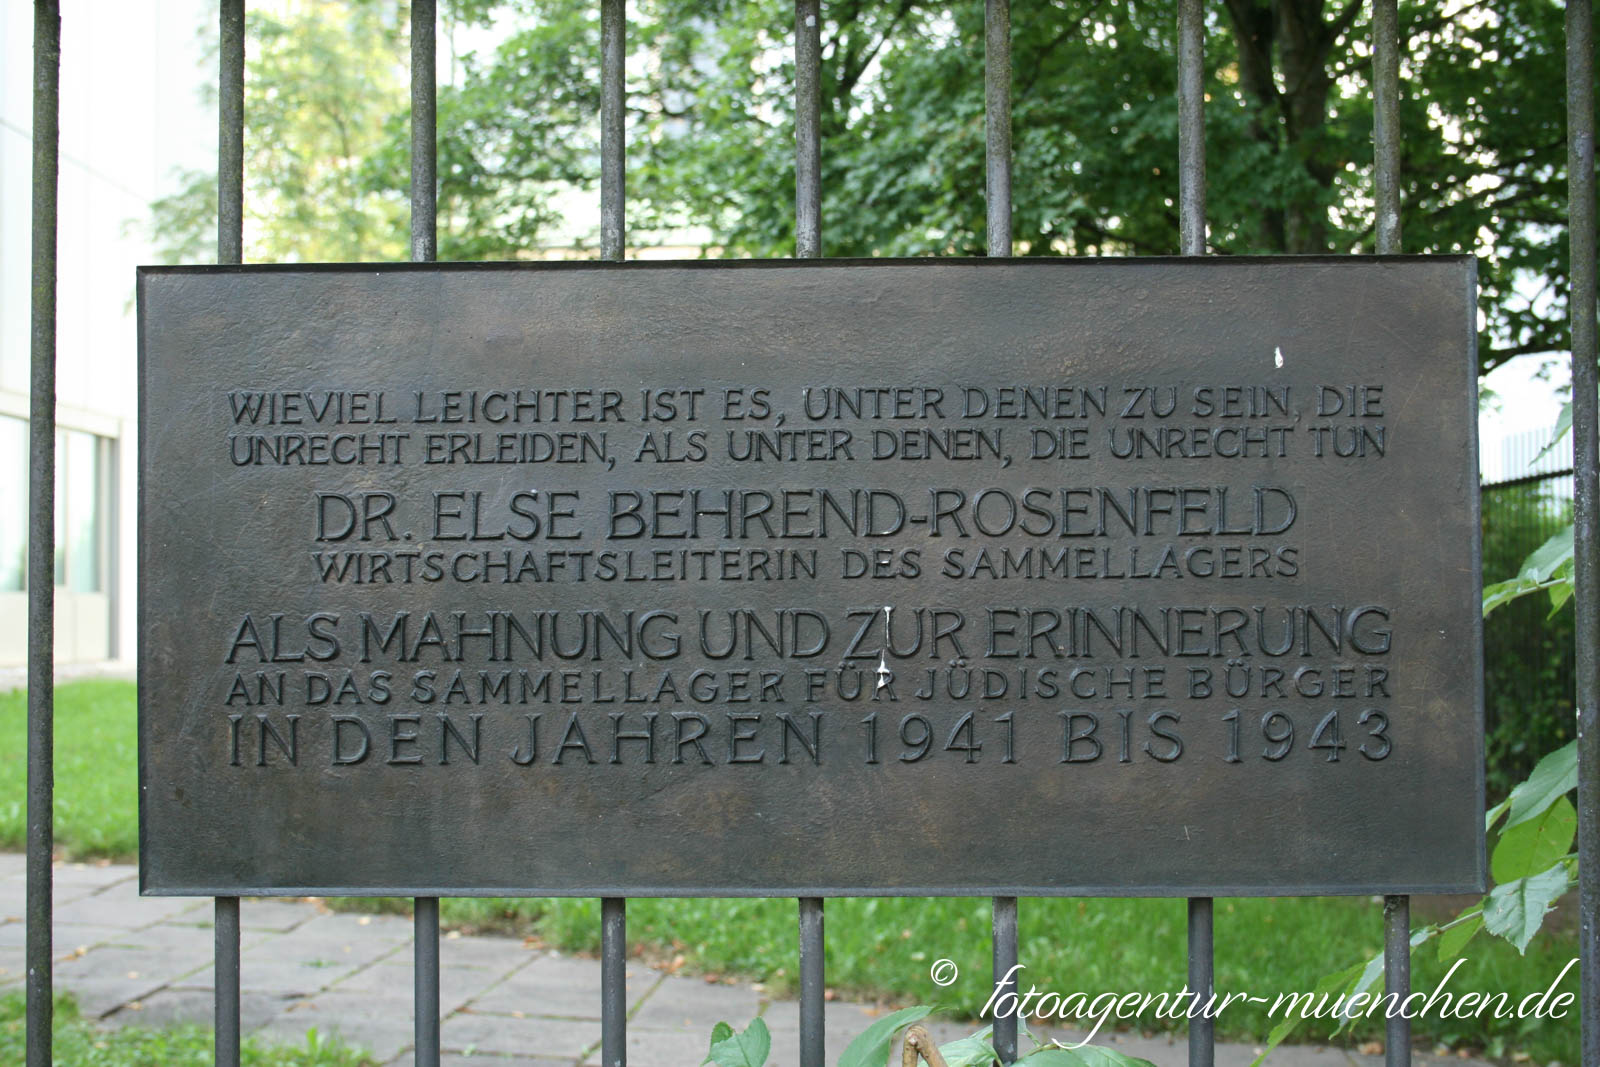 WIEVIEL LEICHTER IST ES, UNTER DENEN ZU SEIN, DIE
UNRECHT ERLEIDEN, ALS UNTER DENEN, DIE UNRECHT TUN
DR. ELSE BEHREND-ROSENFELD
WIRTSCHAFTSLEITERIN DES SAMMELLAGERS
ALS MAHNUNG UND ZUR ERINNERUNG
AN DAS SAMMELLAGER FÜR JÜDISCHE BÜRGER
IN DEN JAHREN 1941 BIS 1943
© fotoagentur-muenchen.de